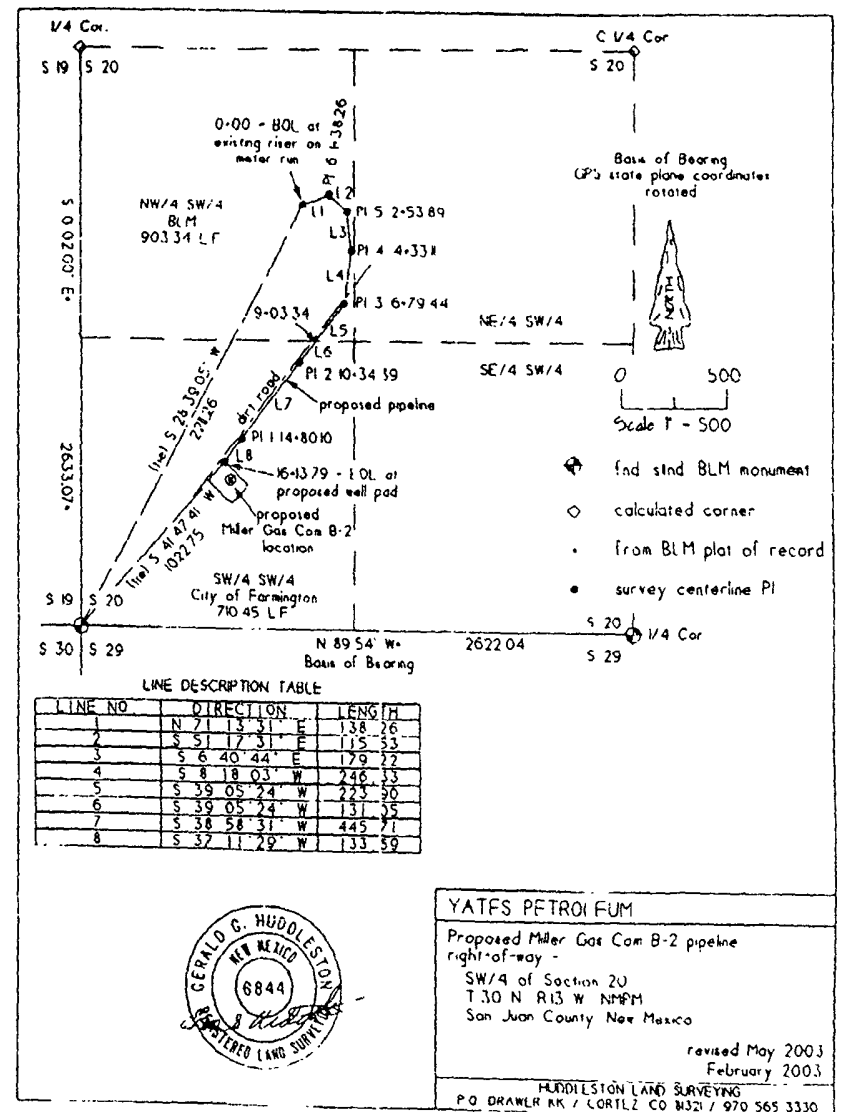 1/4 Cor.
C 1/4 Cor
S 19 S 20
S 20
0+00 - BOL at
existing riser on
meter run
PI 6 1+38.26
L1
L2
PI 5 2+53.89
L3
PI 4 4+33.11
L4
PI 3 6+79.44
NW/4 SW/4
BLM
903.34 LF
Basis of Bearing
GPS state plane coordinates
rotated
NORTH
S 0 02'00" E*
2633.07*
9+03.34
L5
L6
PI 2 10+34.39
NE/4 SW/4
SE/4 SW/4
0 500
Scale 1" - 500
dirt road
L7
proposed pipeline
PI 1 14+80.10
L8
16+13.79 - EOL at
proposed well pad
proposed
Miller Gas Com B-2
location
(tie) S 28 39 05" W
(tie) S 41 47 41 W
1022.75
fnd stnd BLM monument
calculated corner
from BLM plat of record
survey centerline PI
SW/4 SW/4
City of Farmington
710.45 LF
S 19 S 20
S 30 S 29
N 89 54' W*
2622.04
Basis of Bearing
S 20
1/4 Cor
S 29
LINE DESCRIPTION TABLE
LINE NO DIRECTION LENGTH
1 N 71 13 31" E 138 26
2 S 51 17 31" E 115 53
3 S 6 40'44" E 179 22
4 S 8 18 03" W 246 33
5 S 39 05 24" W 223 90
6 S 39 05 24" W 131 05
7 S 38 58 31" W 445 71
8 S 37 11'29" W 133 59
GERALD G. HUDDLESTON
NEW MEXICO
6844
REGISTERED LAND SURVEYOR
YATES PETROLEUM
Proposed Miller Gas Com B-2 pipeline
right-of-way -
SW/4 of Section 20
T 30 N R13 W NMPM
San Juan County New Mexico
revised May 2003
February 2003
HUDDLESTON LAND SURVEYING
P O DRAWER KK / CORTEZ CO 81321 / 970 565 3330